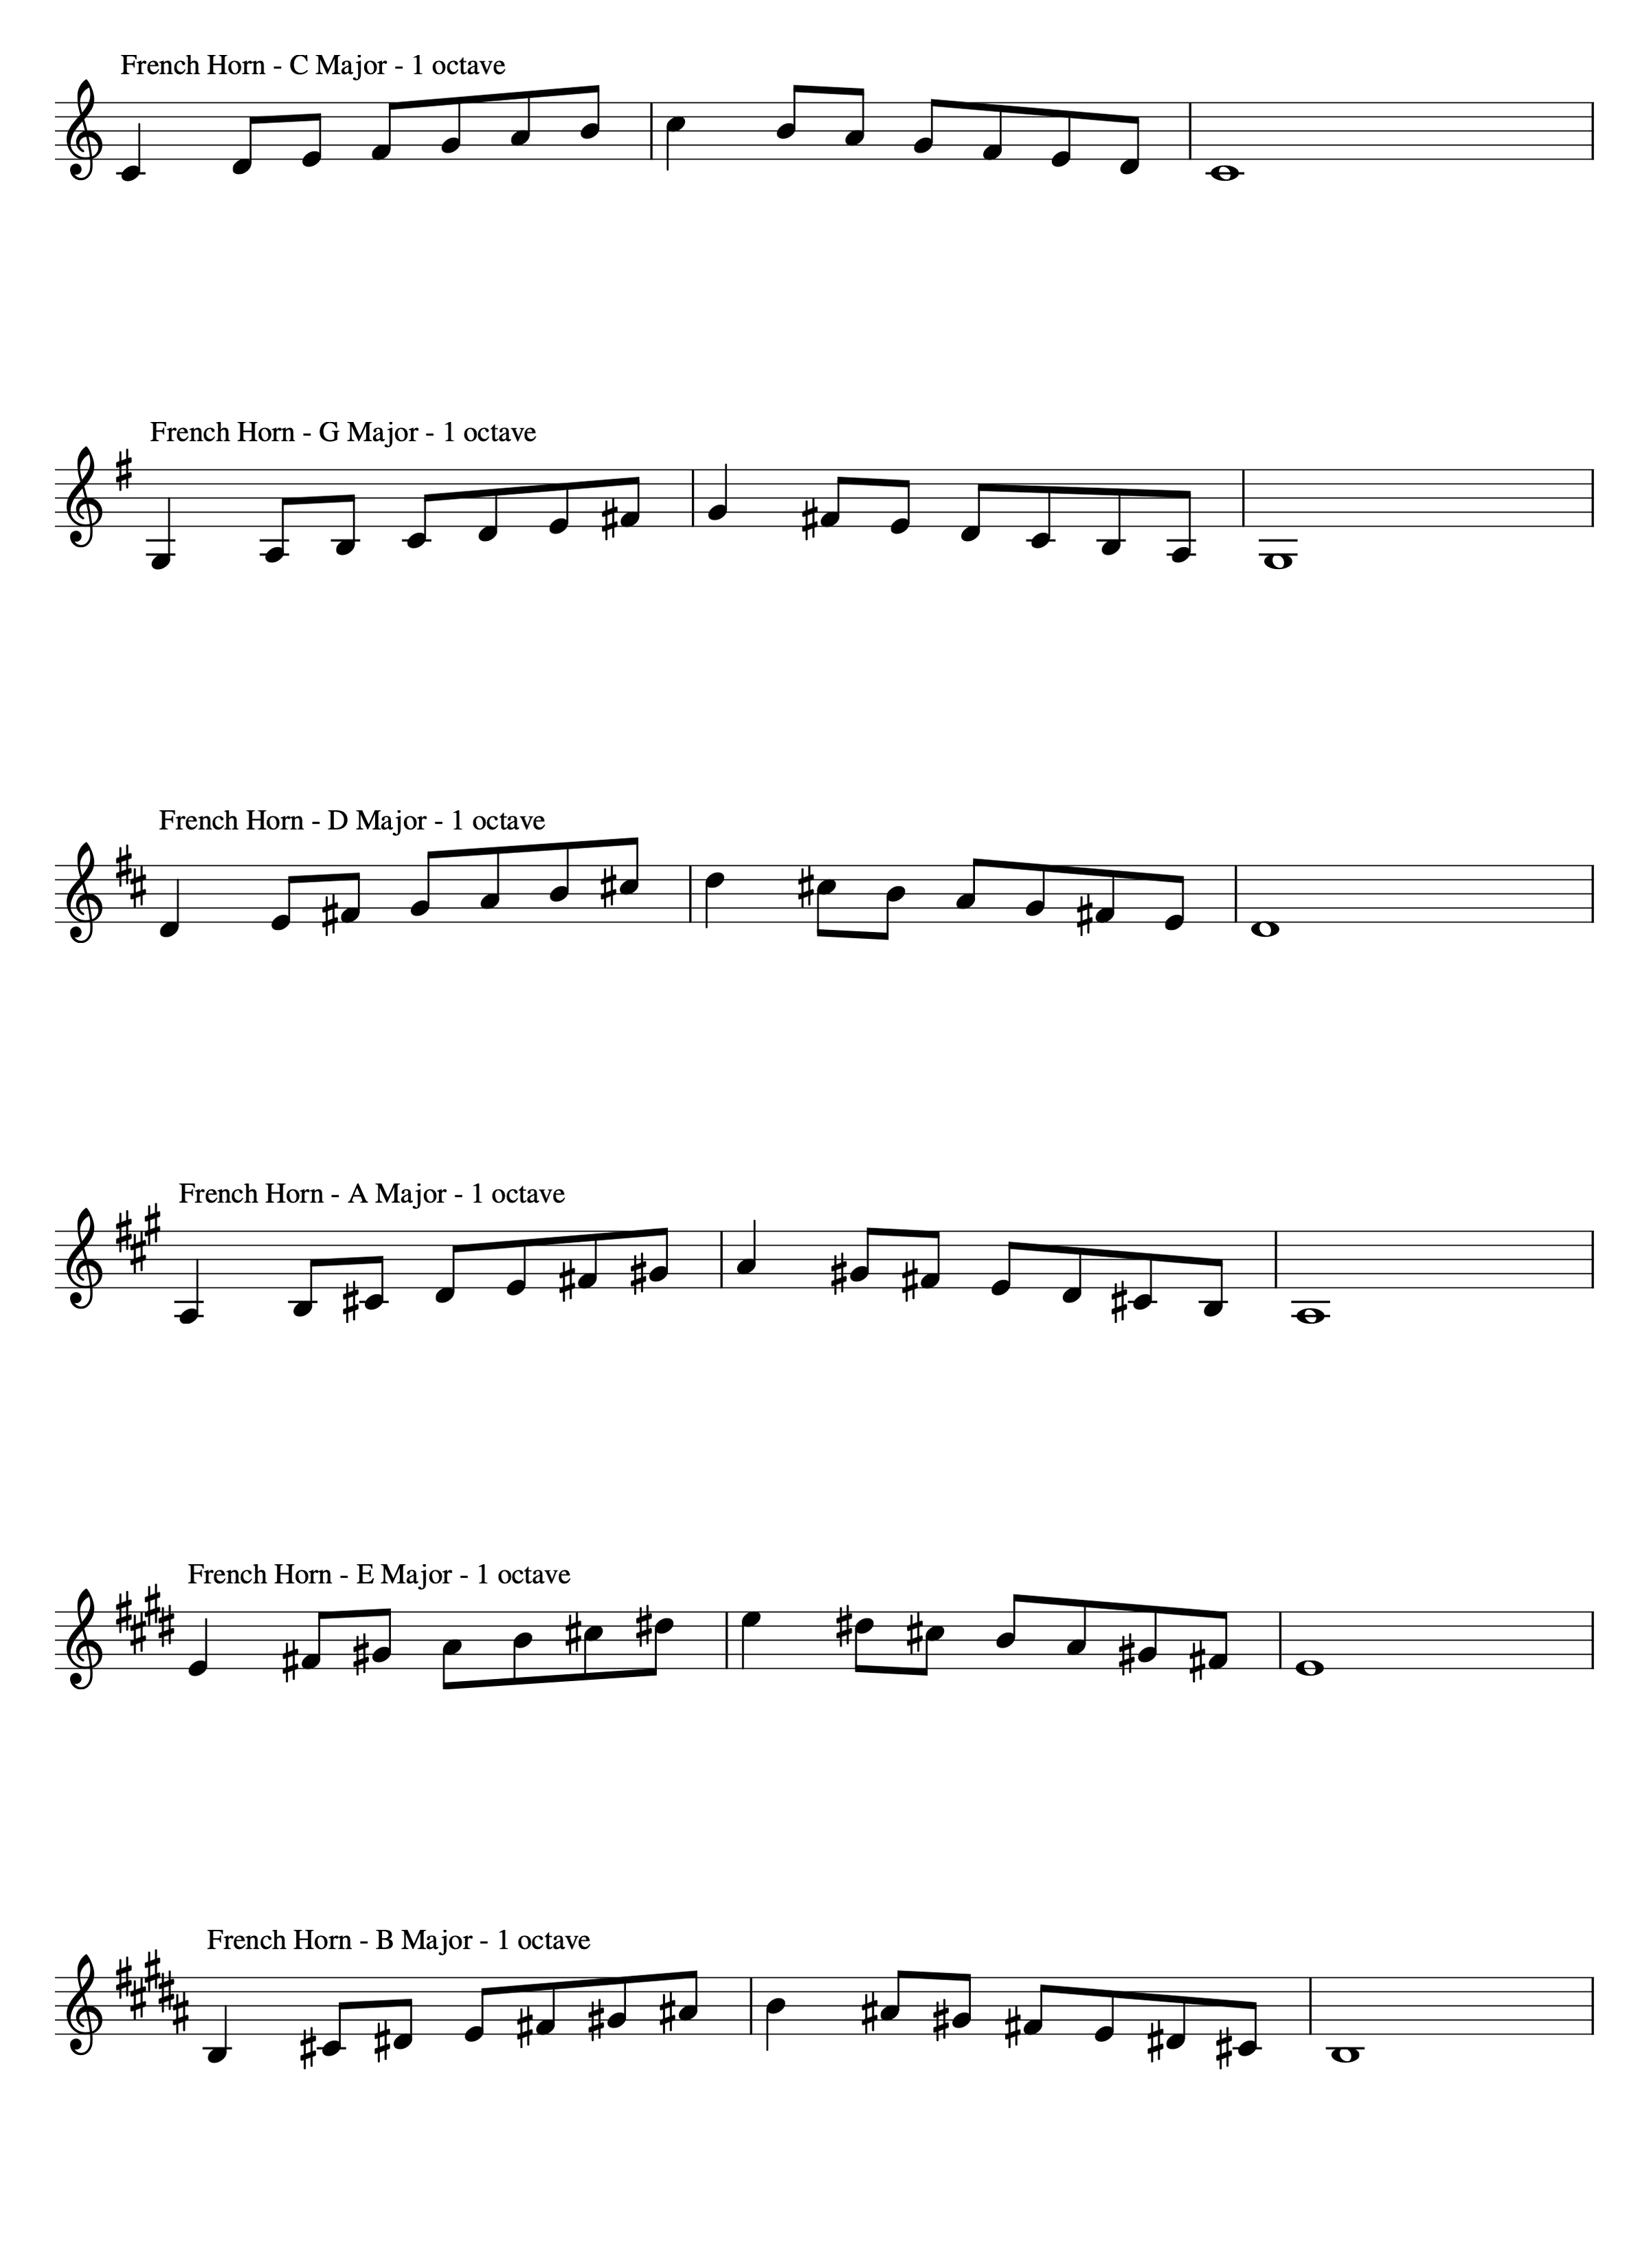 French Horn - C Major - 1 octave
French Horn - G Major - 1 octave
French Horn - D Major - 1 octave
French Horn - A Major - 1 octave
French Horn - E Major - 1 octave
French Horn - B Major - 1 octave